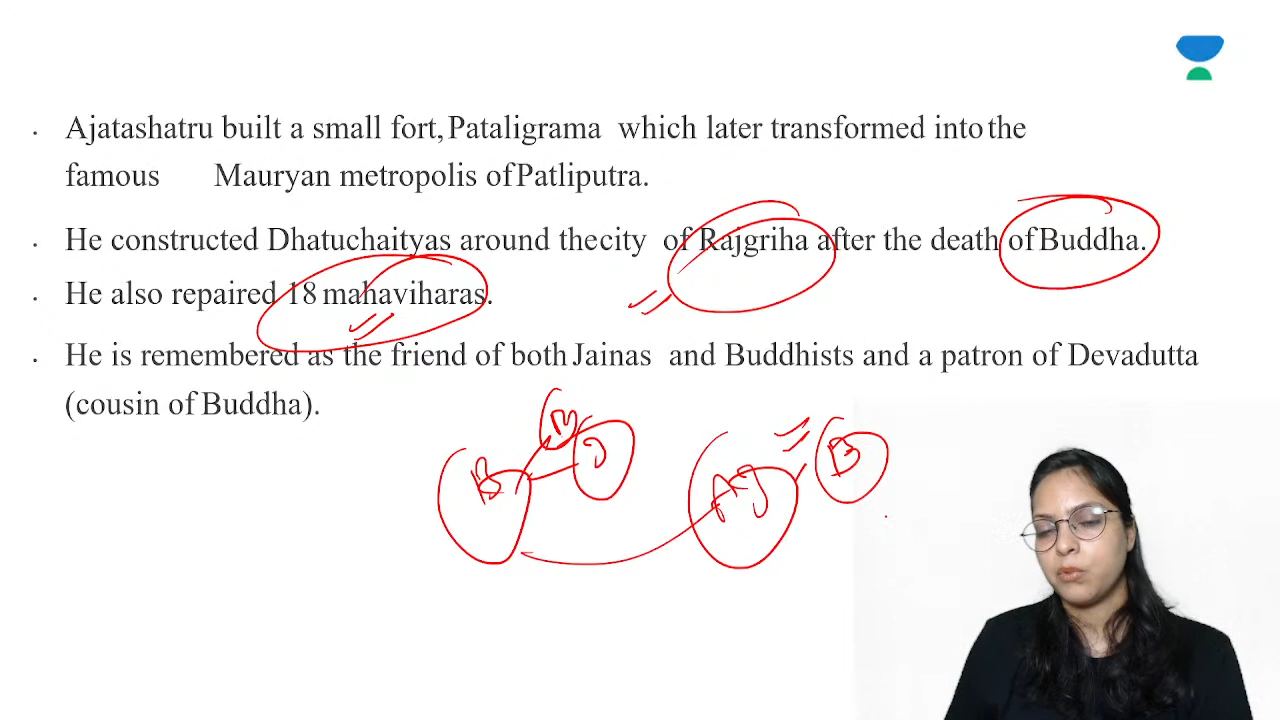 Ajatashatru built a small fort, Pataligrama which later transformed into the
famous Mauryan metropolis of Patliputra.
He constructed Dhatuchaityas around thecity of Rajgriha after the death of Buddha.
He also repaired 18 mahaviharas.
He is remembered as the friend of both Jainas and Buddhists and a patron of Devadutta
(cousin of Buddha).
B
J
B
B
AJ